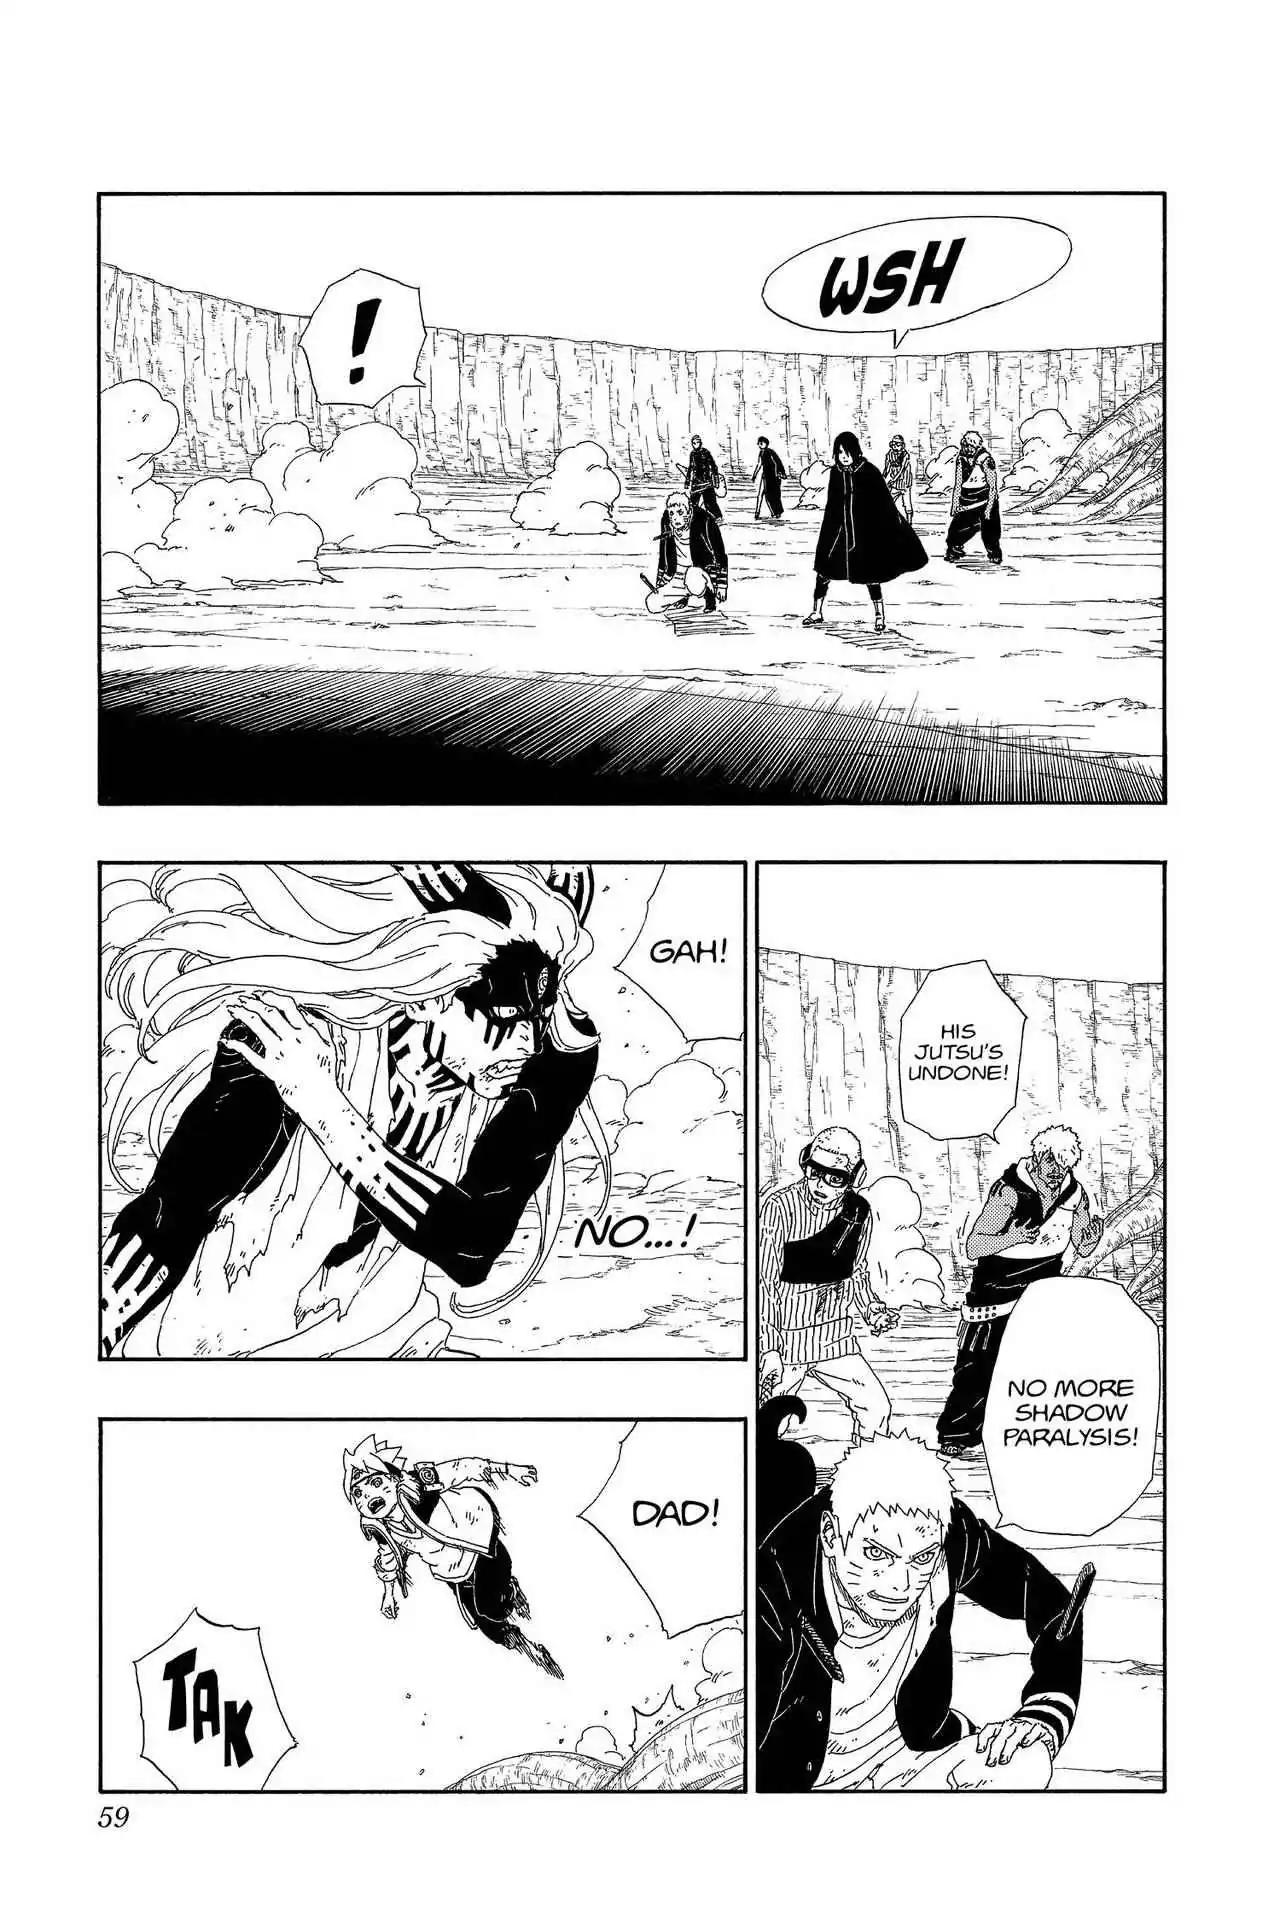 WSH
!
HIS
JUTSU'S
UNDONE!
NO MORE
SHADOW
PARALYSIS!
GAH!
NO...!
DAD!
TAK
59